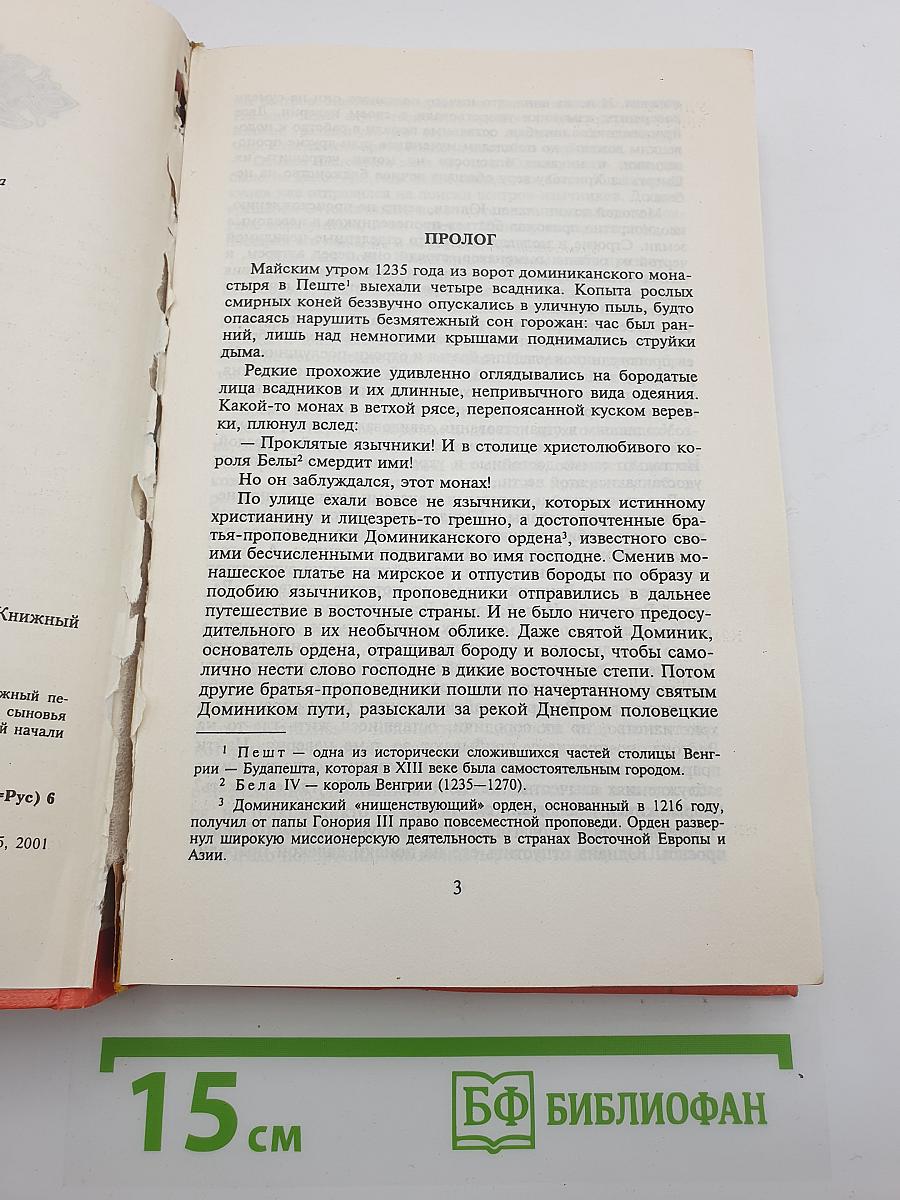 а
Книжный
жный пе-
сыновья
й начали
=Рус) 6
б, 2001
ПРОЛОГ
Майским утром 1235 года из ворот доминиканского мона-
стыря в Пеште¹ выехали четыре всадника. Копыта рослых
смирных коней беззвучно опускались в уличную пыль, будто
опасаясь нарушить безмятежный сон горожан: час был ран-
ний, лишь над немногими крышами поднимались струйки
дыма.
Редкие прохожие удивленно оглядывались на бородатые
лица всадников и их длинные, непривычного вида одеяния.
Какой-то монах в ветхой рясе, перепоясанной куском верев-
ки, плюнул вслед:
— Проклятые язычники! И в столице христолюбивого ко-
роля Белы² смердит ими!
Но он заблуждался, этот монах!
По улице ехали вовсе не язычники, которых истинному
христианину и лицезреть-то грешно, а достопочтенные бра-
тья-проповедники Доминиканского ордена³, известного сво-
ими бесчисленными подвигами во имя господне. Сменив мо-
нашеское платье на мирское и отпустив бороды по образу и
подобию язычников, проповедники отправились в дальнее
путешествие в восточные страны. И не было ничего предосу-
дительного в их необычном облике. Даже святой Доминик,
основатель ордена, отращивал бороду и волосы, чтобы само-
лично нести слово господне в дикие восточные степи. Потом
другие братья-проповедники пошли по начертанному святым
Домиником пути, разыскали за рекой Днепром половецкие
¹ Пешт — одна из исторически сложившихся частей столицы Венг-
рии — Будапешта, которая в XIII веке была самостоятельным городом.
² Бела IV — король Венгрии (1235—1270).
³ Доминиканский «нищенствующий» орден, основанный в 1216 году,
получил от папы Гонория III право повсеместной проповеди. Орден развер-
нул широкую миссионерскую деятельность в странах Восточной Европы и
Азии.
3
15 см
БФ БИБЛИОФАН